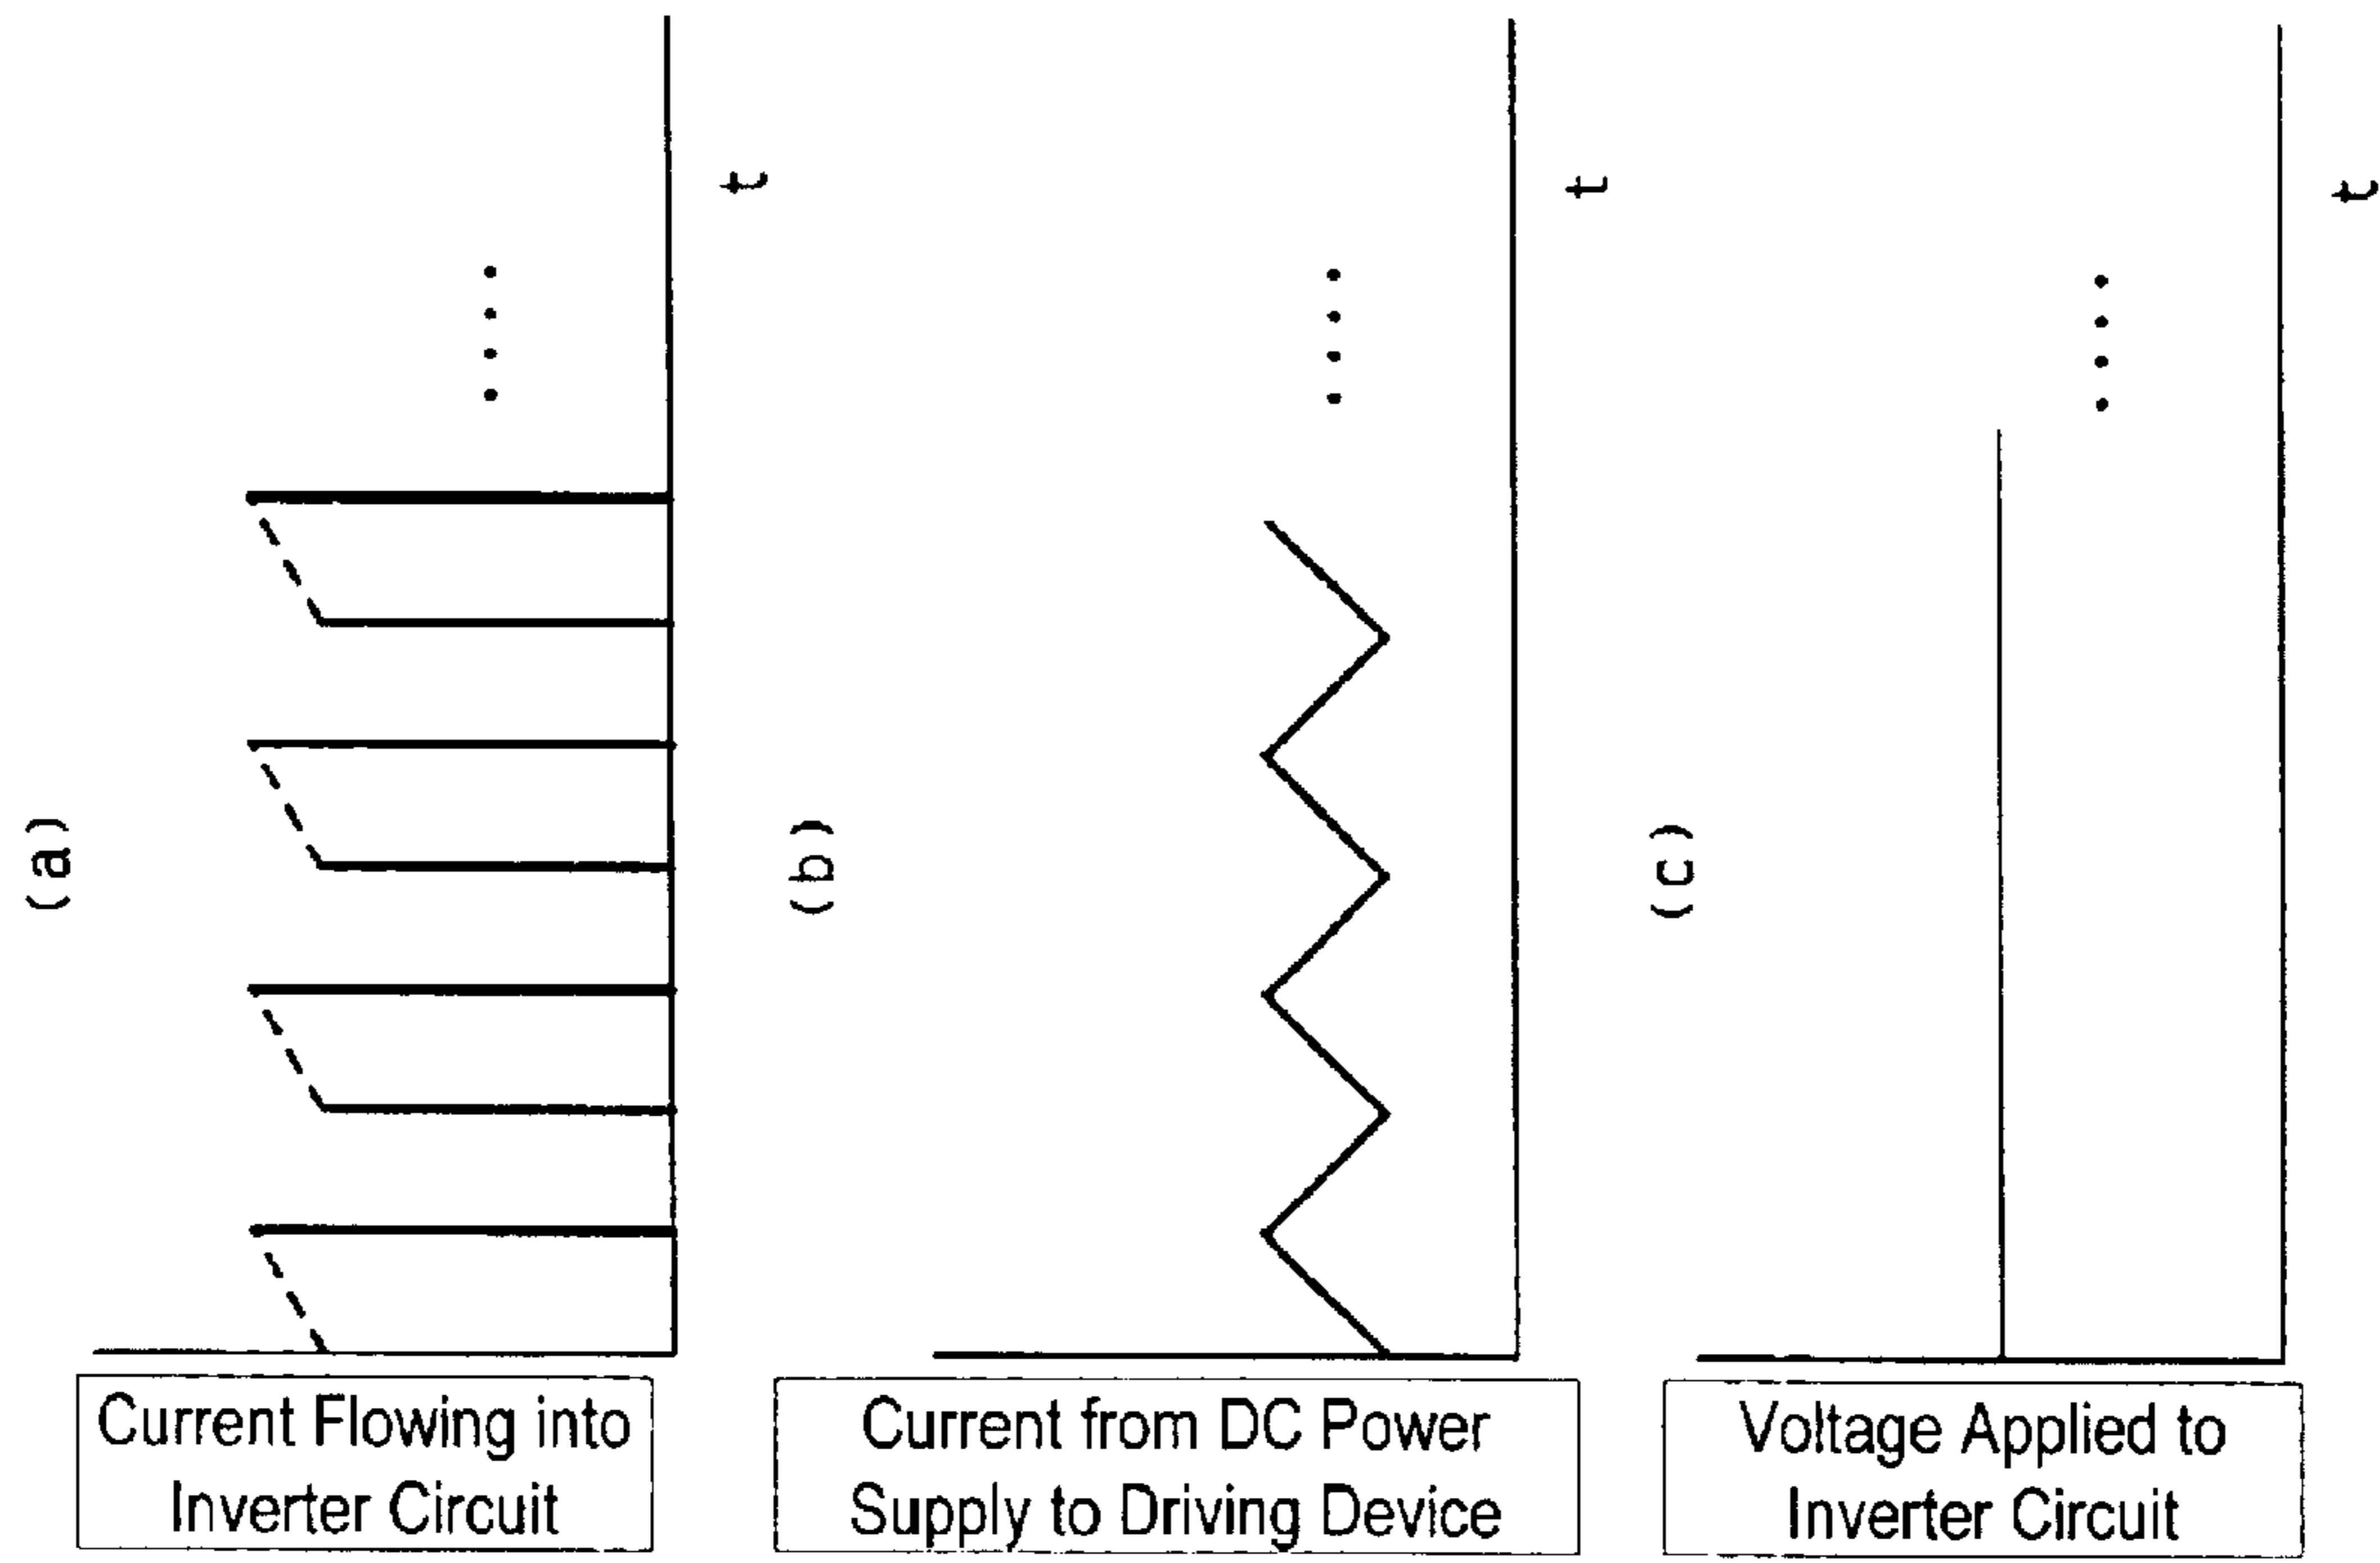 (a)
Current Flowing into
Inverter Circuit
t
(b)
Current from DC Power
Supply to Driving Device
t
(c)
Voltage Applied to
Inverter Circuit
t